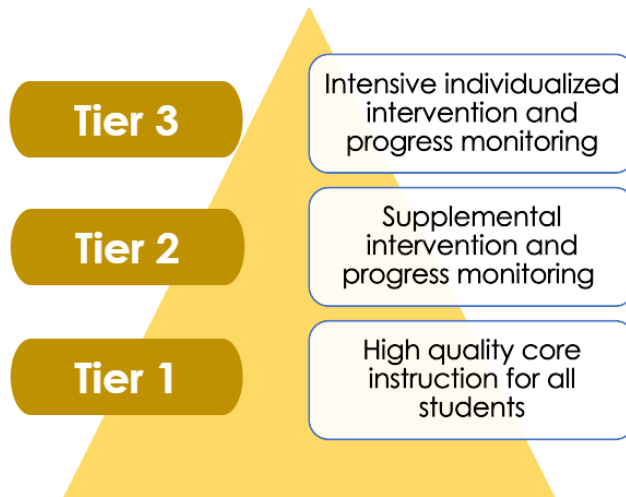 Tier 3
Intensive individualized
intervention and
progress monitoring
Tier 2
Supplemental
intervention and
progress monitoring
Tier 1
High quality core
instruction for all
students